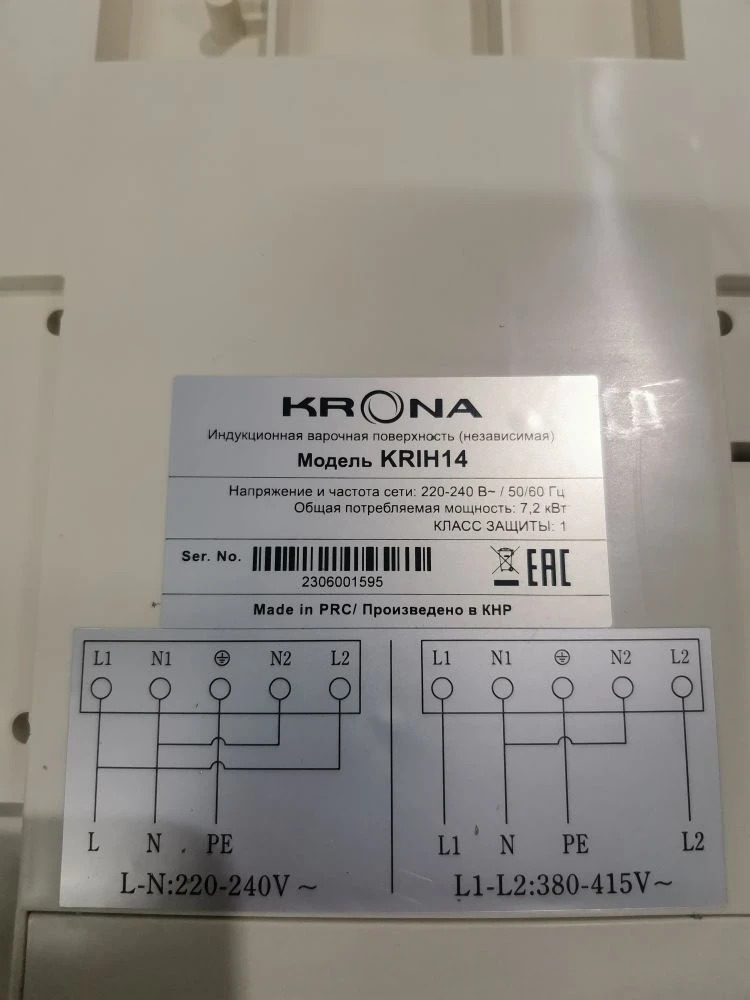 KRONA
Индукционная варочная поверхность (независимая)
Модель KRIH14
Напряжение и частота сети: 220-240 В~ / 50/60 Гц
Общая потребляемая мощность: 7,2 кВт
КЛАСС ЗАЩИТЫ: 1
Ser. No.
2306001595
EAC
Made in PRC/ Произведено в КНР
L1 N1 N2 L2
L N PE
L-N:220-240V~
L1 N1 N2 L2
L1 N PE L2
L1-L2:380-415V~